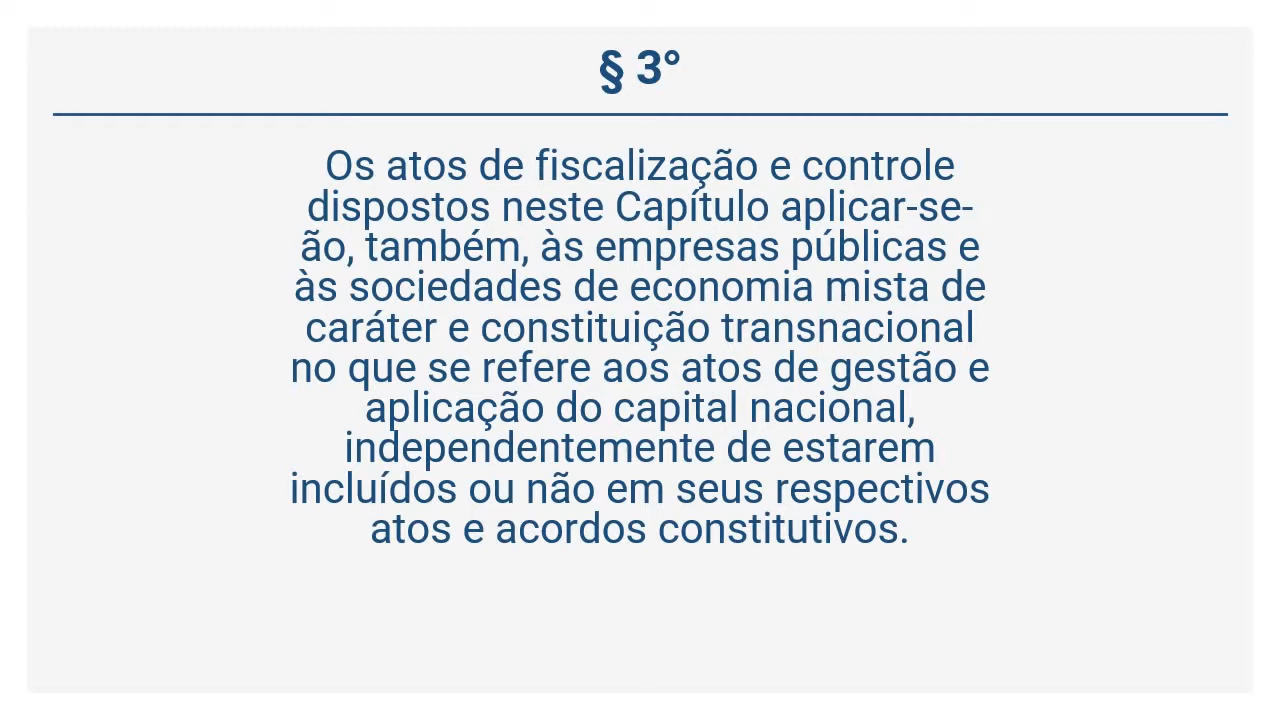 § 3°
Os atos de fiscalização e controle
dispostos neste Capítulo aplicar-se-
ão, também, às empresas públicas e
às sociedades de economia mista de
caráter e constituição transnacional
no que se refere aos atos de gestão e
aplicação do capital nacional,
independentemente de estarem
incluídos ou não em seus respectivos
atos e acordos constitutivos.